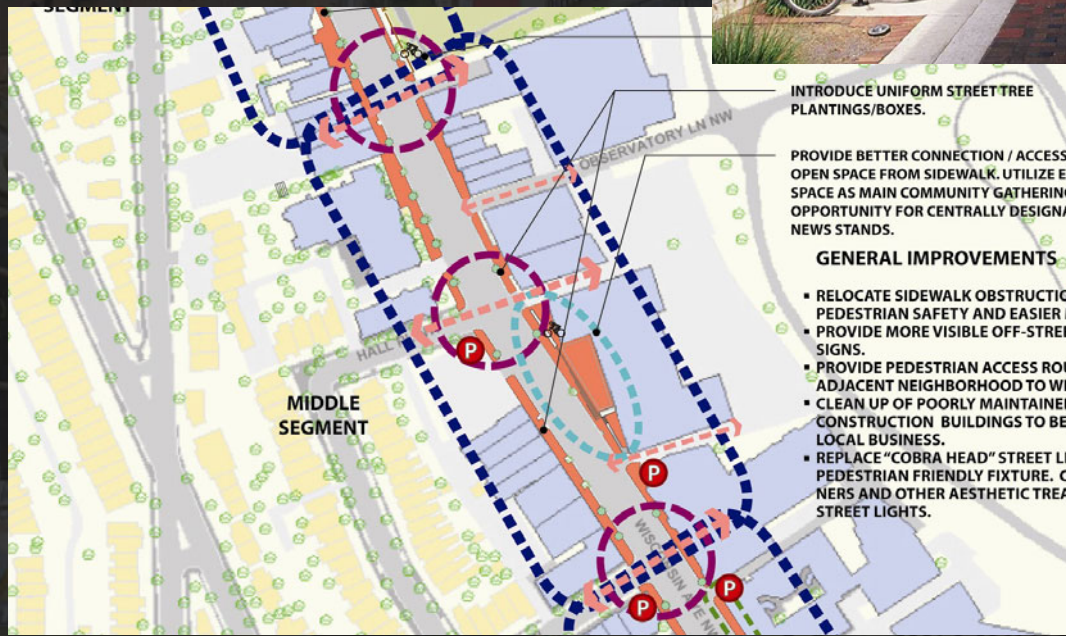 SEGMENT
INTRODUCE UNIFORM STREET TREE
PLANTINGS/BOXES.
OBSERVATORY LN NW
PROVIDE BETTER CONNECTION / ACCESS
OPEN SPACE FROM SIDEWALK. UTILIZE E
SPACE AS MAIN COMMUNITY GATHERING
OPPORTUNITY FOR CENTRALLY DESIGNA
NEWS STANDS.
GENERAL IMPROVEMENTS
▪ RELOCATE SIDEWALK OBSTRUCTIO
PEDESTRIAN SAFETY AND EASIER
▪ PROVIDE MORE VISIBLE OFF-STRE
SIGNS.
▪ PROVIDE PEDESTRIAN ACCESS ROU
ADJACENT NEIGHBORHOOD TO W
▪ CLEAN UP OF POORLY MAINTAINE
CONSTRUCTION BUILDINGS TO BE
LOCAL BUSINESS.
▪ REPLACE "COBRA HEAD" STREET LI
PEDESTRIAN FRIENDLY FIXTURE. C
NERS AND OTHER AESTHETIC TREA
STREET LIGHTS.
HALL
P
MIDDLE
SEGMENT
P
WISCONSIN AVE NW
P
P